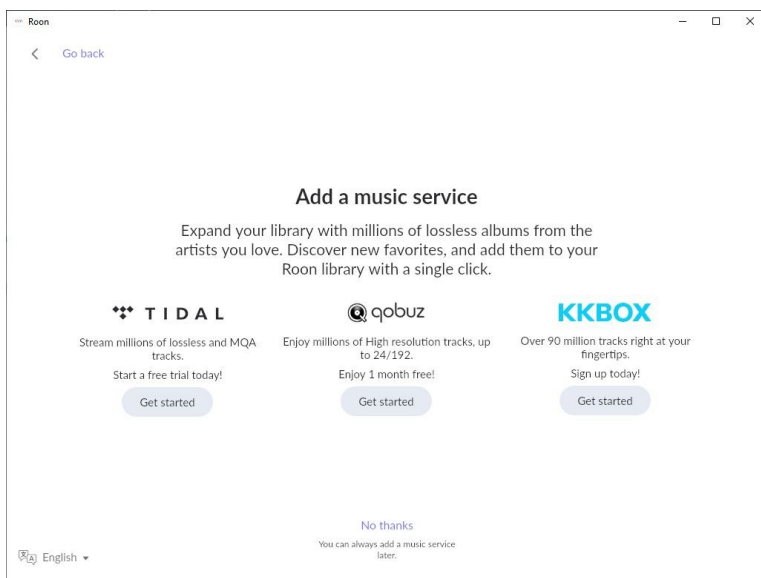 Roon
Go back
Add a music service
Expand your library with millions of lossless albums from the
artists you love. Discover new favorites, and add them to your
Roon library with a single click.
TIDAL
Stream millions of lossless and MQA
tracks.
Start a free trial today!
Get started
qobuz
Enjoy millions of High resolution tracks, up
to 24/192.
Enjoy 1 month free!
Get started
KKBOX
Over 90 million tracks right at your
fingertips.
Sign up today!
Get started
No thanks
You can always add a music service
later.
English